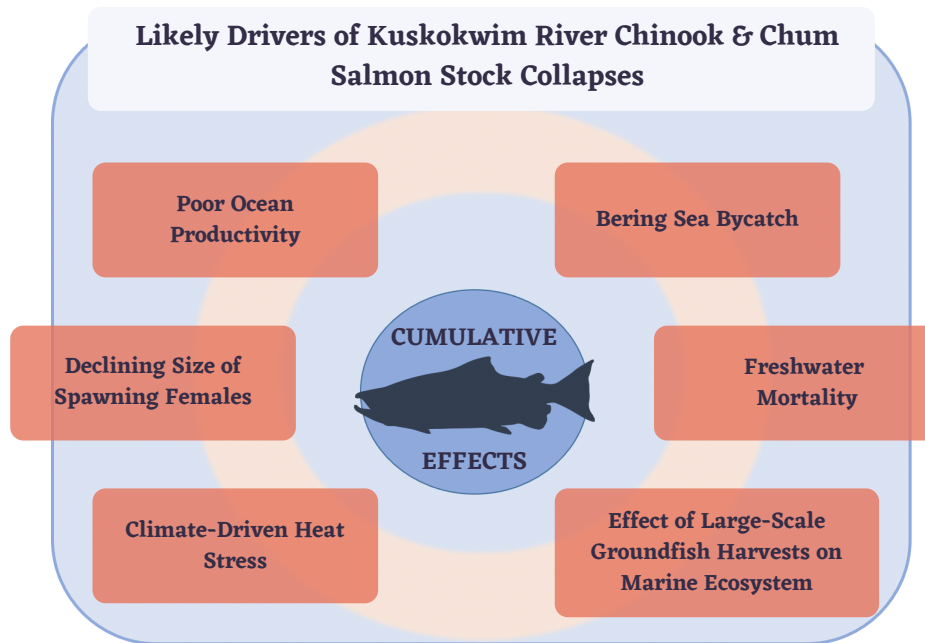 Likely Drivers of Kuskokwim River Chinook & Chum
Salmon Stock Collapses
Poor Ocean
Productivity
Bering Sea Bycatch
CUMULATIVE
EFFECTS
Declining Size of
Spawning Females
Freshwater
Mortality
Climate-Driven Heat
Stress
Effect of Large-Scale
Groundfish Harvests on
Marine Ecosystem